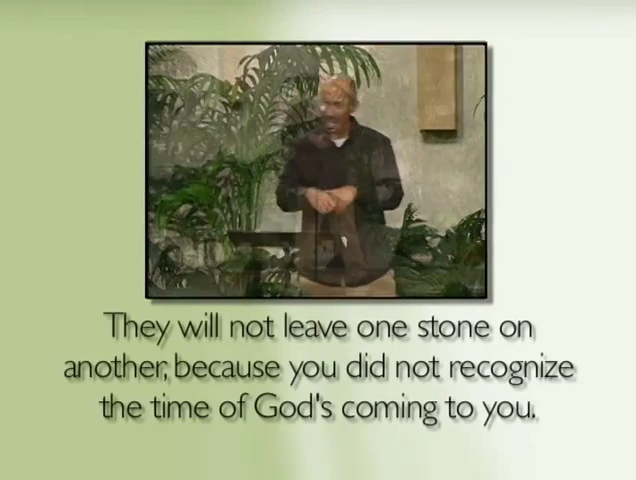 They will not leave one stone on
another, because you did not recognize
the time of God's coming to you.